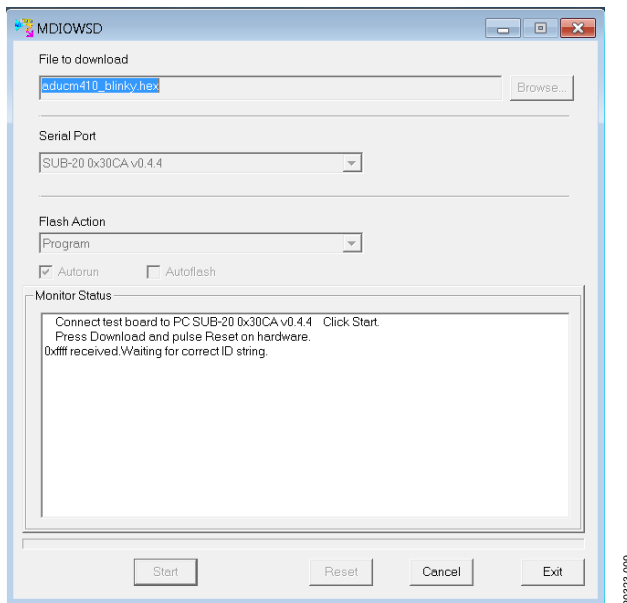 MDIOWSD
File to download
aducm410_blinky.hex
Browse...
Serial Port
SUB-20 0x30CA v0.4.4
Flash Action
Program
Autorun Autoflash
Monitor Status
Connect test board to PC SUB-20 0x30CA v0.4.4 Click Start.
Press Download and pulse Reset on hardware.
0xffff received.Waiting for correct ID string.
Start Reset Cancel Exit